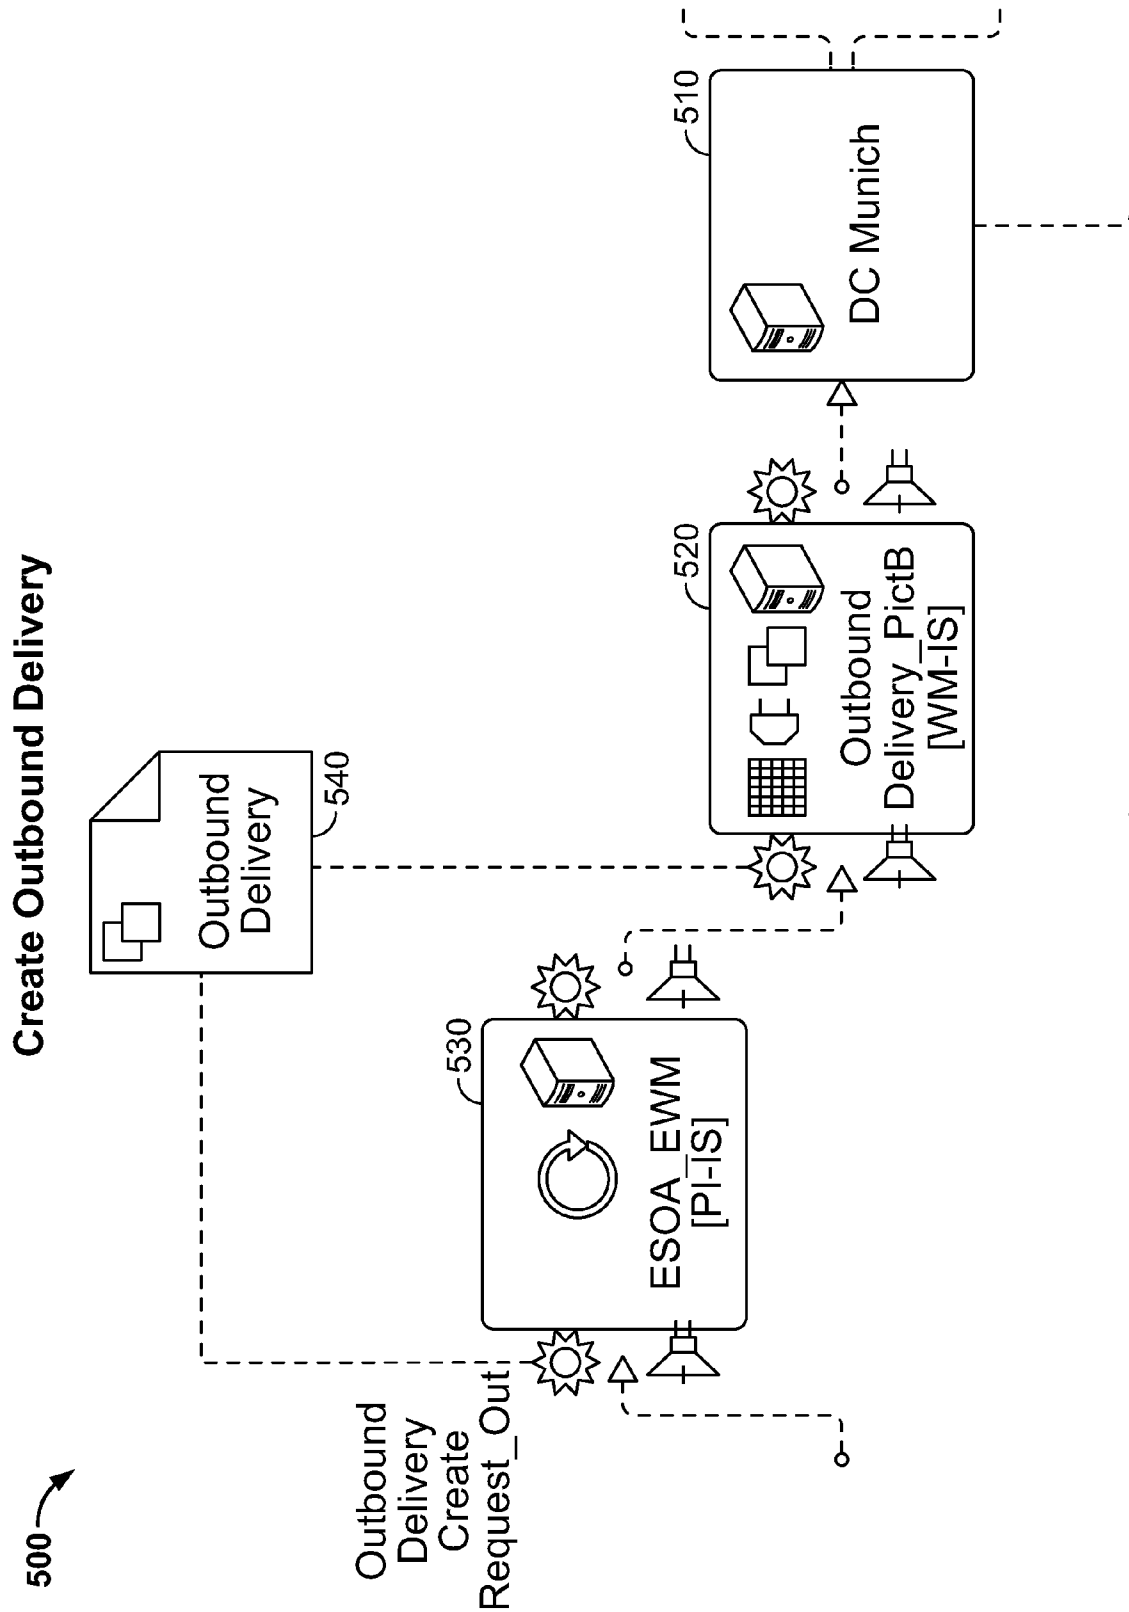 500
Create Outbound Delivery
Outbound
Delivery
540
Outbound
Delivery
Create
Request_Out
530
ESOA_EWM
[PI-IS]
520
Outbound
Delivery_PictB
[WM-IS]
510
DC Munich